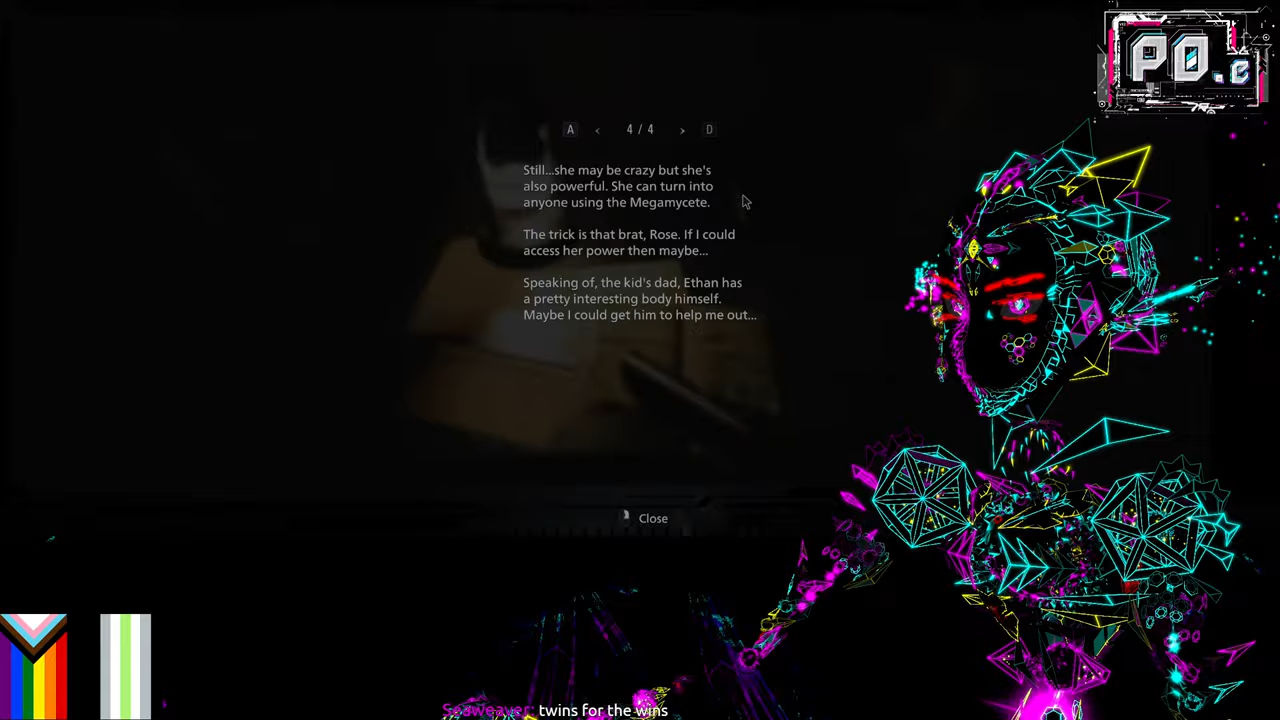 PO.e
A < 4 / 4 > D
Still...she may be crazy but she's
also powerful. She can turn into
anyone using the Megamycete.
The trick is that brat, Rose. If I could
access her power then maybe...
Speaking of, the kid's dad, Ethan has
a pretty interesting body himself.
Maybe I could get him to help me out...
Close
Seaweaver: twins for the wins